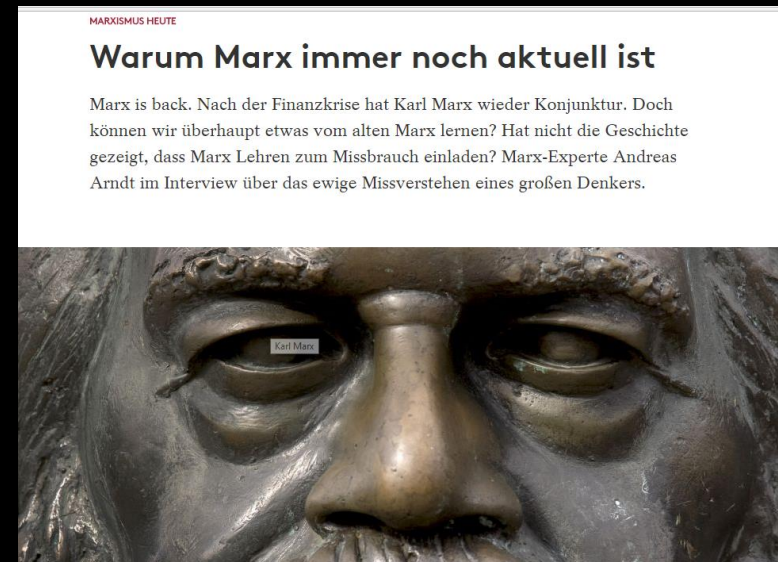 MARXISMUS HEUTE
Warum Marx immer noch aktuell ist
Marx is back. Nach der Finanzkrise hat Karl Marx wieder Konjunktur. Doch
können wir überhaupt etwas vom alten Marx lernen? Hat nicht die Geschichte
gezeigt, dass Marx Lehren zum Missbrauch einladen? Marx-Experte Andreas
Arndt im Interview über das ewige Missverstehen eines großen Denkers.
Karl Marx